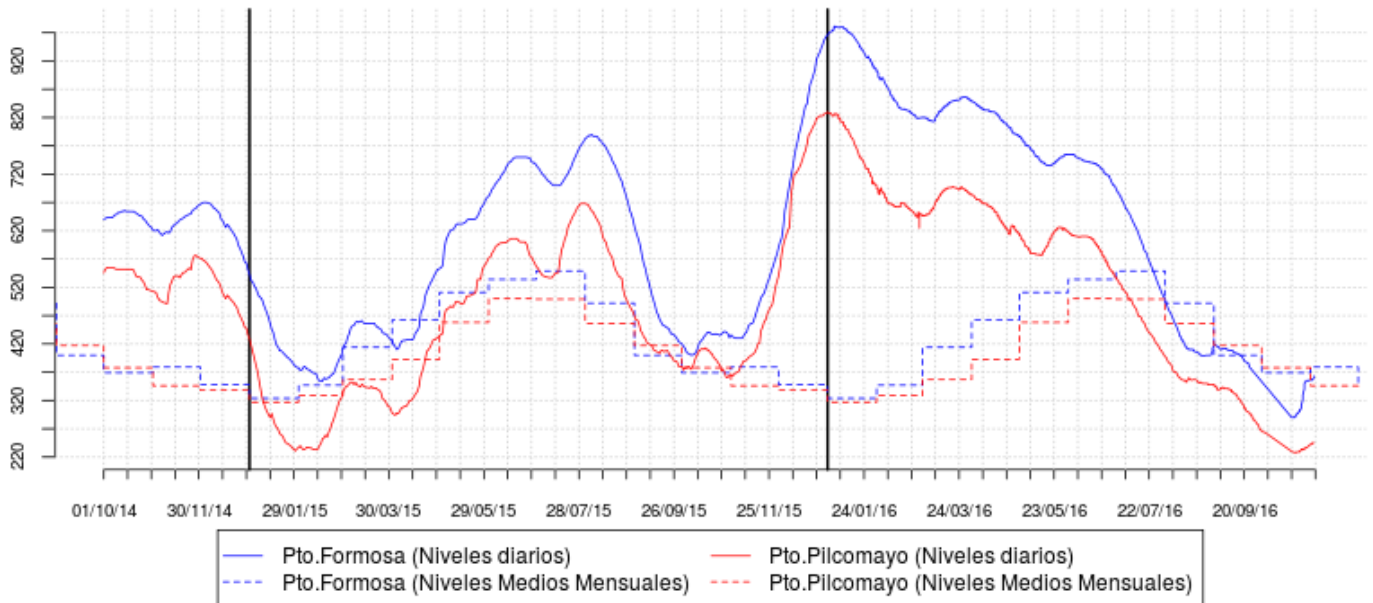 920
820
720
620
520
420
320
220
01/10/14 30/11/14 29/01/15 30/03/15 29/05/15 28/07/15 26/09/15 25/11/15 24/01/16 24/03/16 23/05/16 22/07/16 20/09/16
Pto.Formosa (Niveles diarios) Pto.Pilcomayo (Niveles diarios)
Pto.Formosa (Niveles Medios Mensuales) Pto.Pilcomayo (Niveles Medios Mensuales)